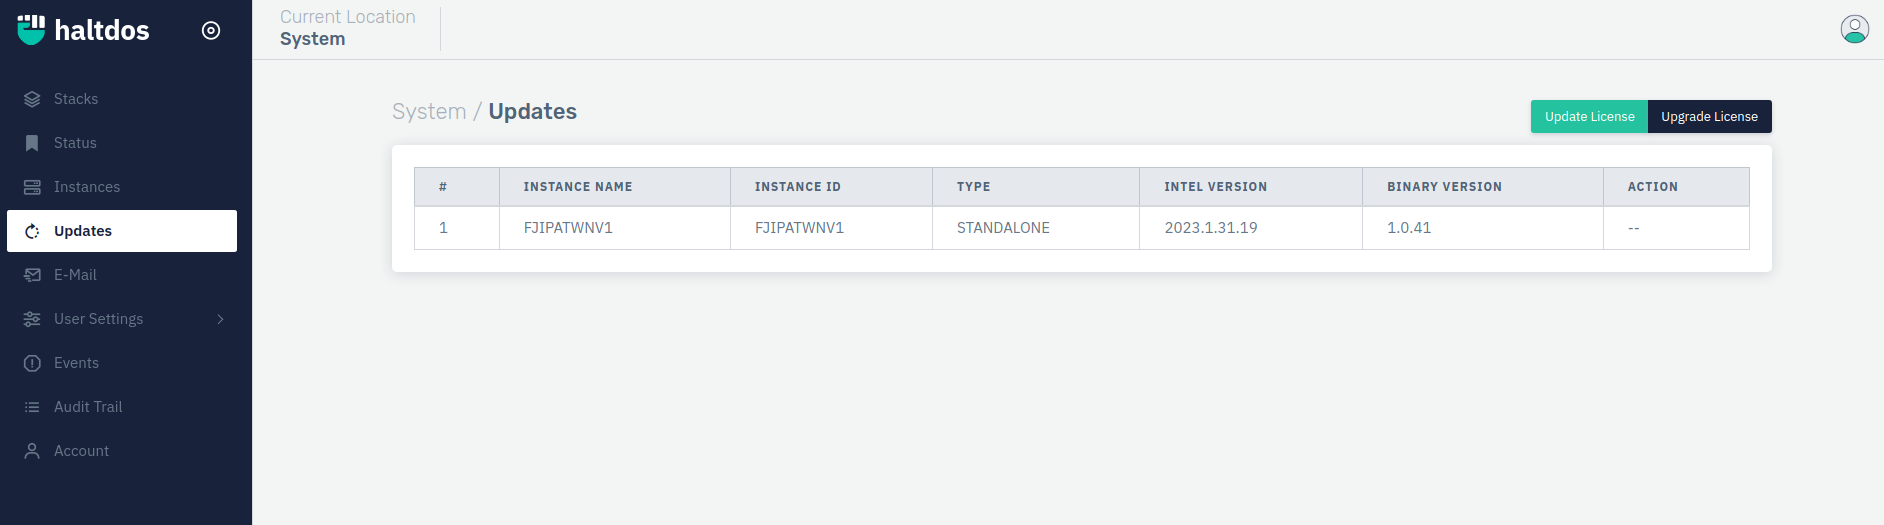 haltdos
Current Location
System
Stacks
Status
Instances
Updates
E-Mail
User Settings
Events
Audit Trail
Account
System / Updates
Update License Upgrade License
# INSTANCE NAME INSTANCE ID TYPE INTEL VERSION BINARY VERSION ACTION
1 FJIPATWNV1 FJIPATWNV1 STANDALONE 2023.1.31.19 1.0.41 --